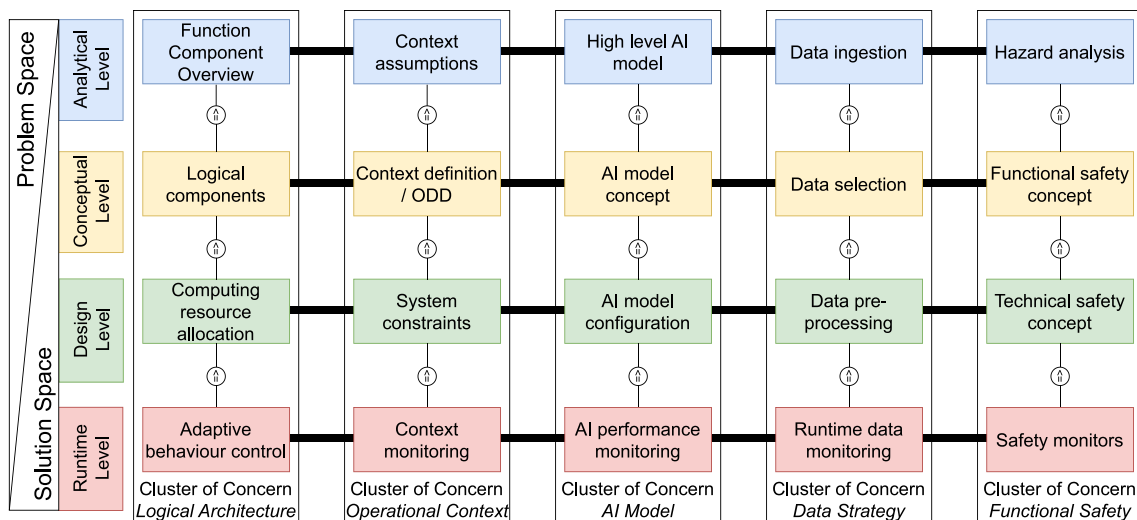 Problem Space
Solution Space
Analytical
Level
Function
Component
Overview
Context
assumptions
High level AI
model
Data ingestion
Hazard analysis
Conceptual
Level
Logical
components
Context definition
/ ODD
AI model
concept
Data selection
Functional safety
concept
Design
Level
Computing
resource
allocation
System
constraints
AI model
configuration
Data pre-
processing
Technical safety
concept
Runtime
Level
Adaptive
behaviour control
Context
monitoring
AI performance
monitoring
Runtime data
monitoring
Safety monitors
Cluster of Concern
Logical Architecture
Cluster of Concern
Operational Context
Cluster of Concern
AI Model
Cluster of Concern
Data Strategy
Cluster of Concern
Functional Safety